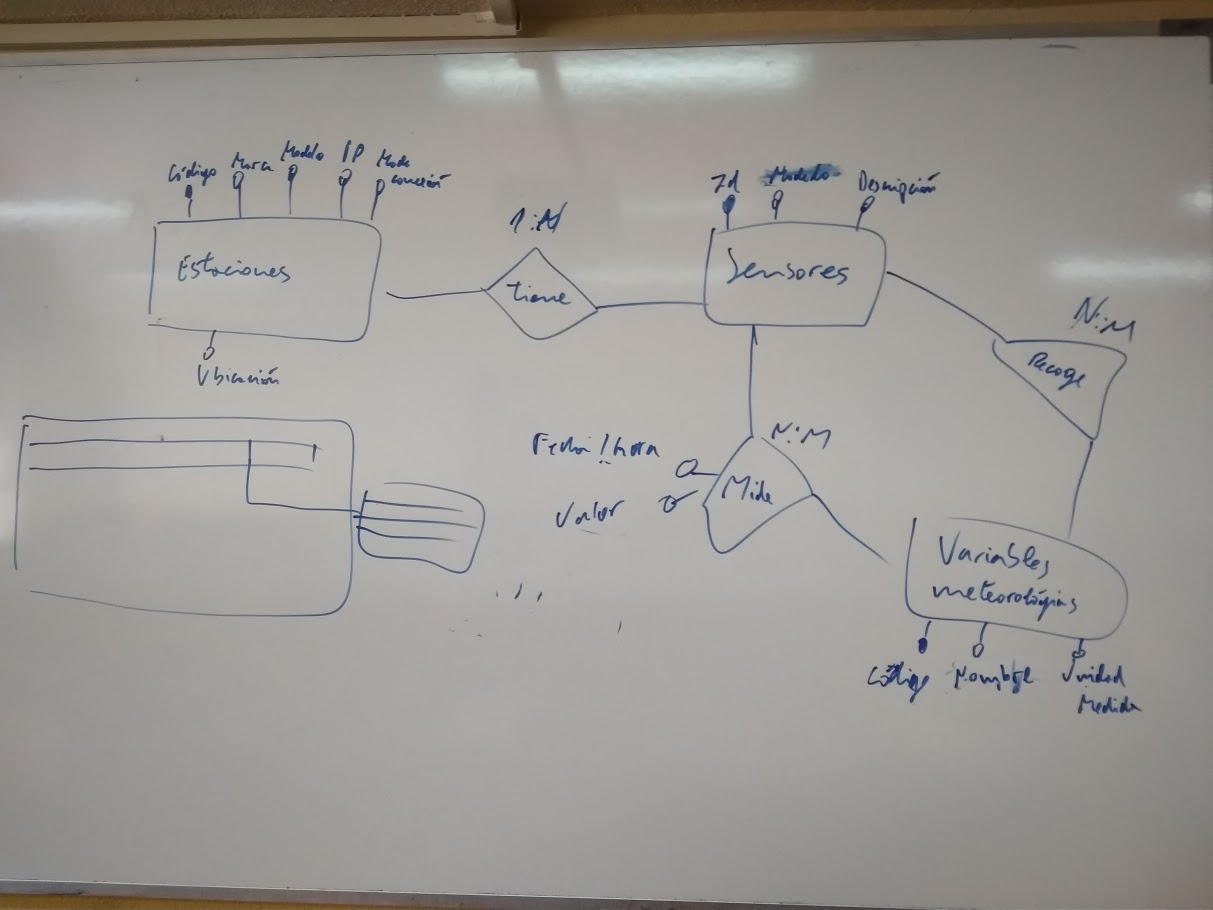 Código
Marca
Modelo
IP
Modo
conexión
Estaciones
Ubicación
1:N
tiene
Id
Modelo
Descripción
Sensores
N:M
Recoge
N:M
Fecha/hora
Valor
Mide
Variables
meteorológicas
Código
Nombre
Unidad
Medida